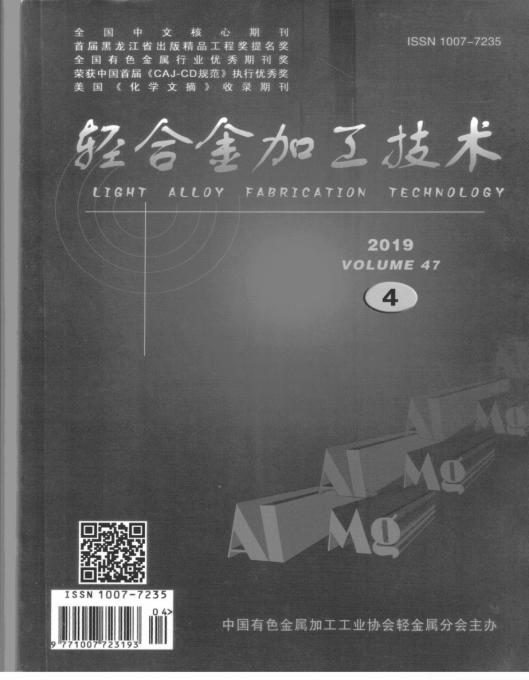 全国中文核心期刊
首届黑龙江省出版精品工程奖提名奖
全国有色金属行业优秀期刊奖
荣获中国首届《CAJ-CD规范》执行优秀奖
美国《化学文摘》收录期刊
ISSN 1007-7235
轻合金加工技术
LIGHT ALLOY FABRICATION TECHNOLOGY
2019
VOLUME 47
4
Al Mg
Al Mg
Al Mg
ISSN 1007-7235
04>
9 771007 723193
中国有色金属加工工业协会轻金属分会主办